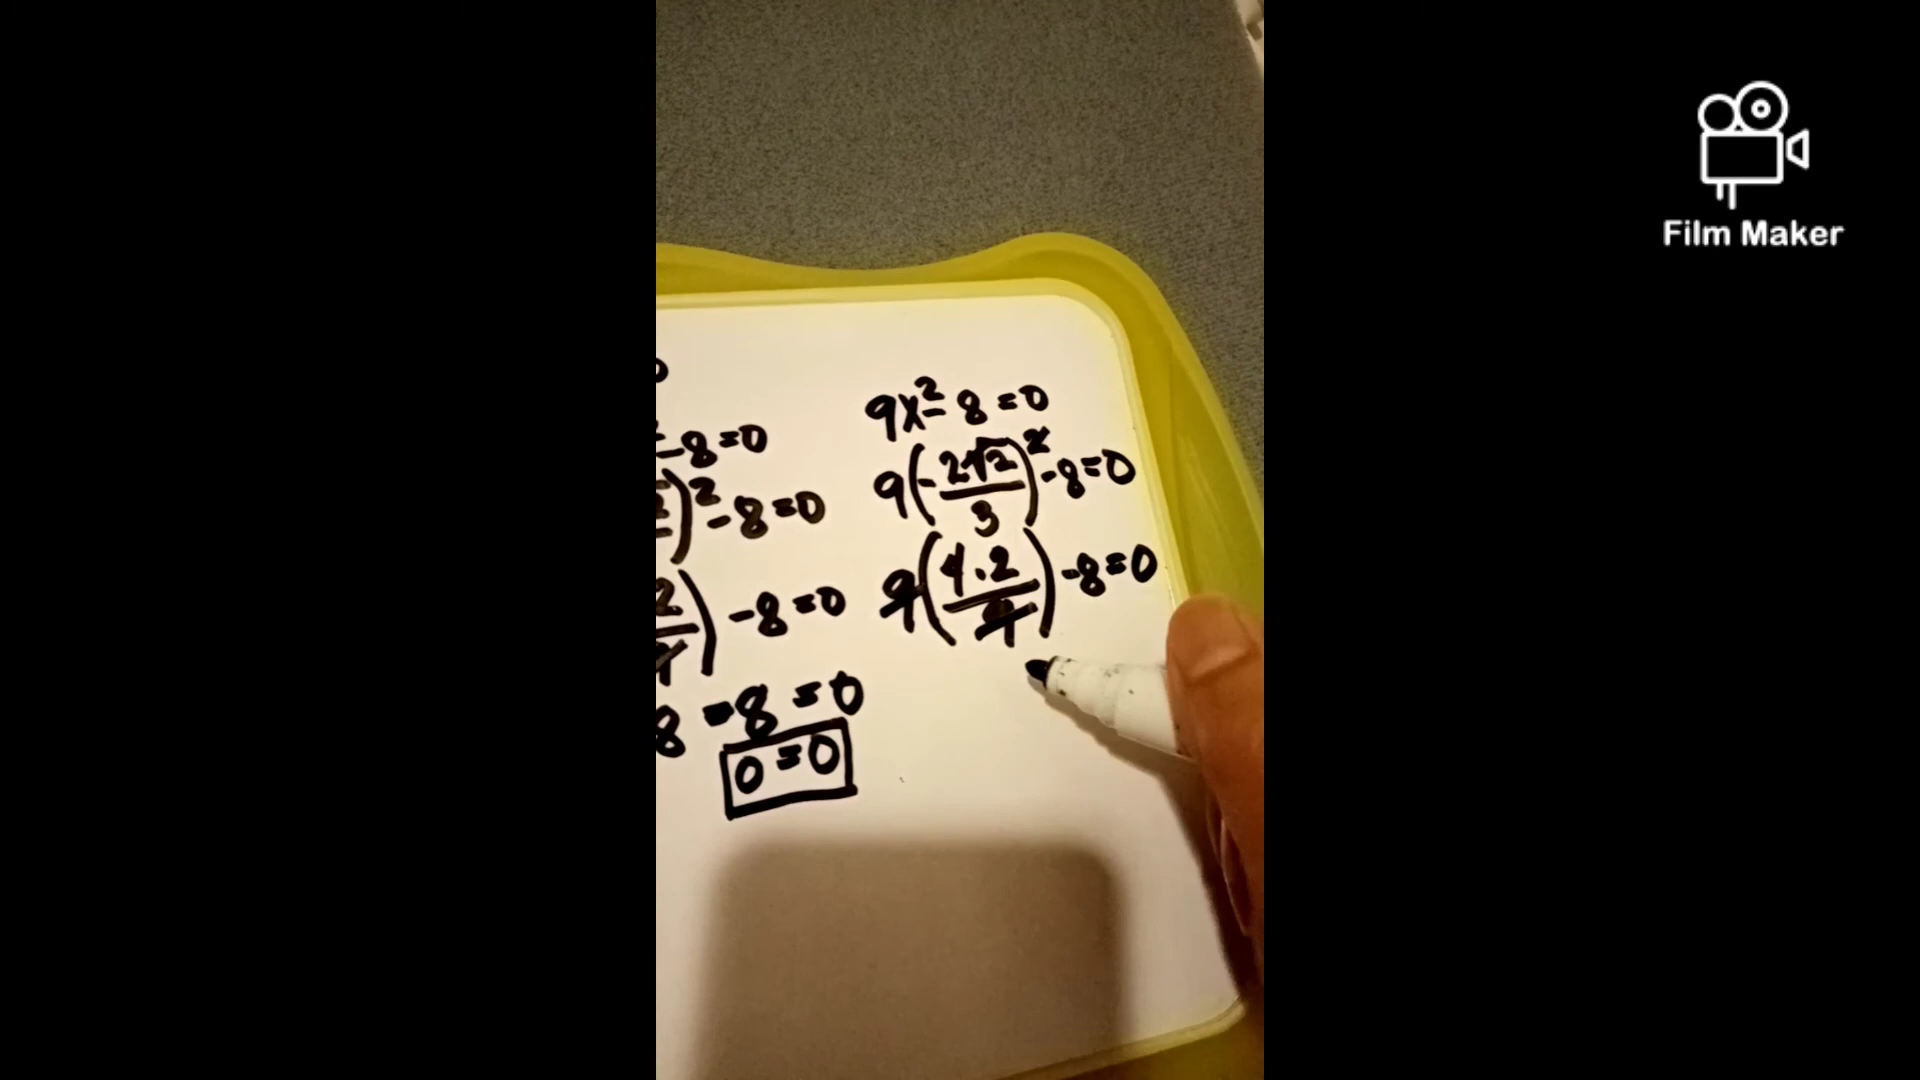 -8=0
)² -8=0
2) -8=0
8 -8 =0
0=0
9x² - 8 =0
9(-2√2/3)² -8=0
9(4·2/9) -8=0
Film Maker